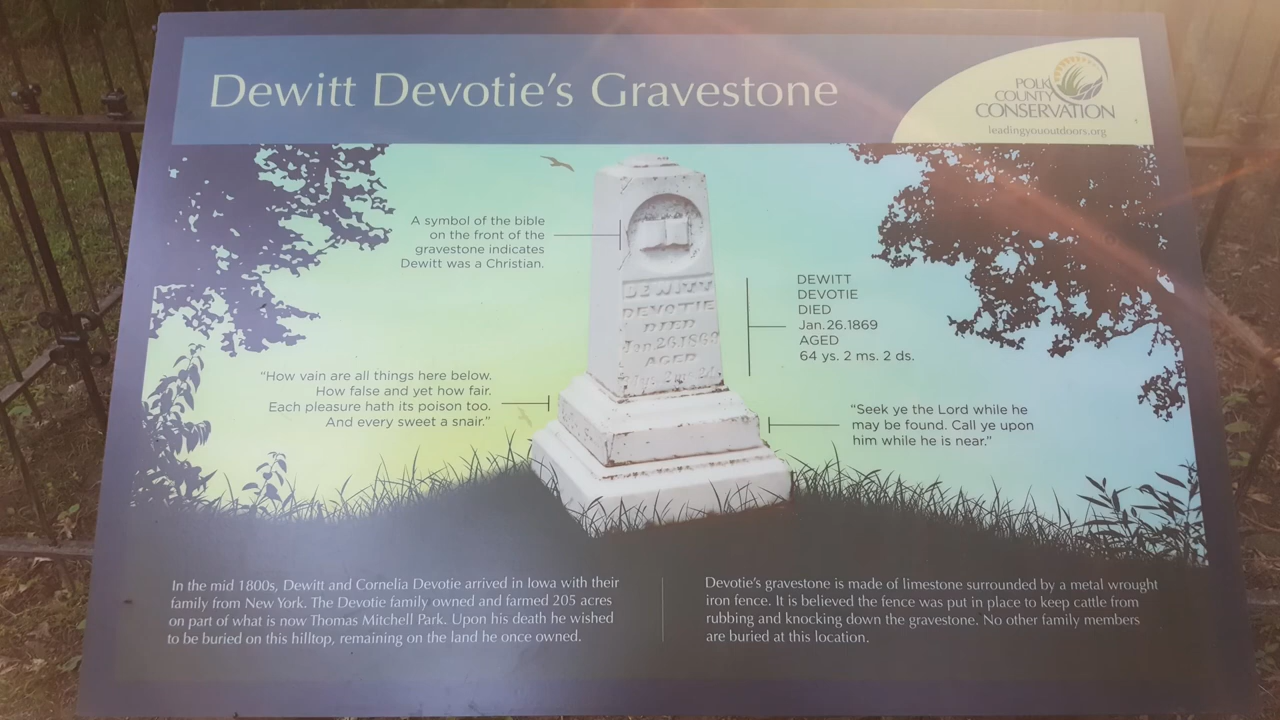 Dewitt Devotie's Gravestone
POLK
COUNTY
CONSERVATION
leadingyououtdoors.org
A symbol of the bible
on the front of the
gravestone indicates
Dewitt was a Christian.
DEWITT
DEVOTIE
DIED
Jan.26.1869
AGED
DEWITT
DEVOTIE
DIED
Jan.26.1869
AGED
64 ys. 2 ms. 2 ds.
"How vain are all things here below.
How false and yet how fair.
Each pleasure hath its poison too.
And every sweet a snair."
"Seek ye the Lord while he
may be found. Call ye upon
him while he is near."
In the mid 1800s, Dewitt and Cornelia Devotie arrived in Iowa with their
family from New York. The Devotie family owned and farmed 205 acres
on part of what is now Thomas Mitchell Park. Upon his death he wished
to be buried on this hilltop, remaining on the land he once owned.
Devotie's gravestone is made of limestone surrounded by a metal wrought
iron fence. It is believed the fence was put in place to keep cattle from
rubbing and knocking down the gravestone. No other family members
are buried at this location.